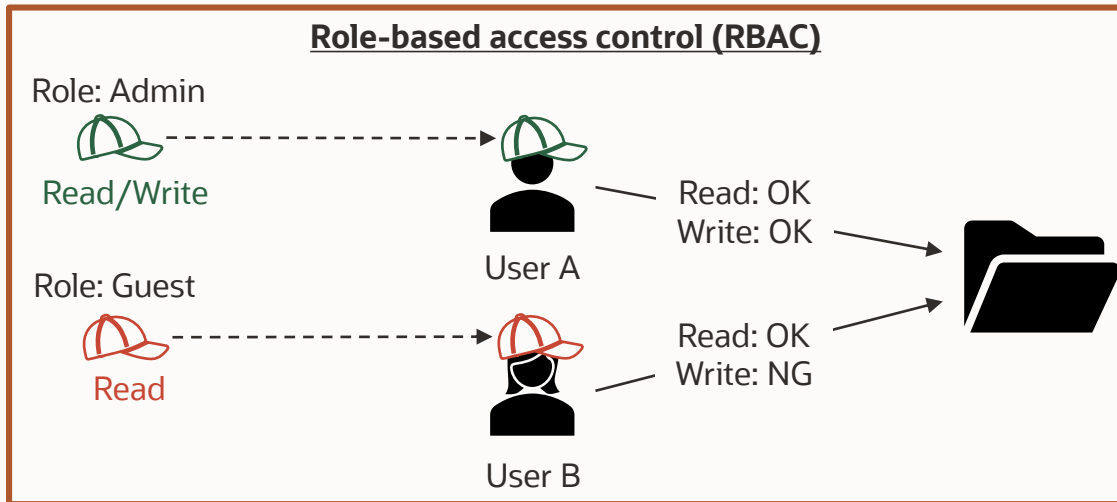 Role-based access control (RBAC)
Role: Admin
Read/Write
User A
Read: OK
Write: OK
Role: Guest
Read
User B
Read: OK
Write: NG